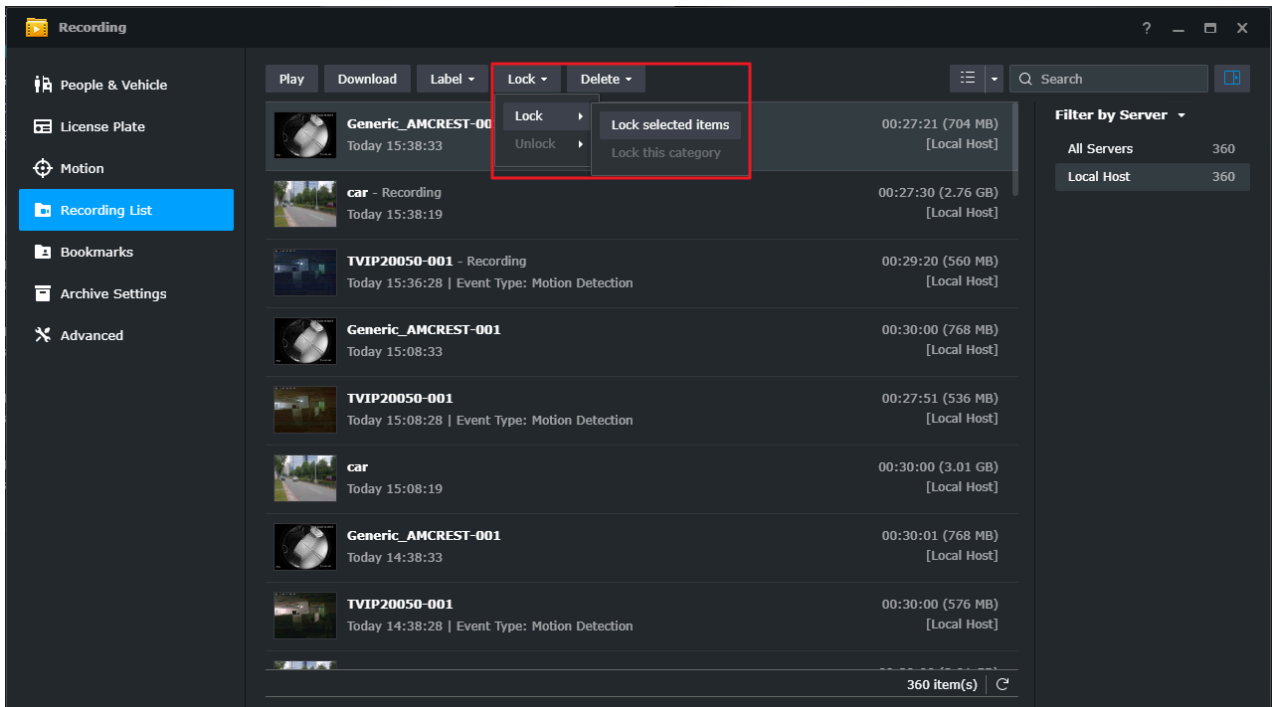 Recording
?
People & Vehicle
License Plate
Motion
Recording List
Bookmarks
Archive Settings
Advanced
Play Download Label Lock Delete
Search
Lock
Unlock
Lock selected items
Lock this category
Generic_AMCREST-00
Today 15:38:33
00:27:21 (704 MB)
[Local Host]
car - Recording
Today 15:38:19
00:27:30 (2.76 GB)
[Local Host]
TVIP20050-001 - Recording
Today 15:36:28 | Event Type: Motion Detection
00:29:20 (560 MB)
[Local Host]
Generic_AMCREST-001
Today 15:08:33
00:30:00 (768 MB)
[Local Host]
TVIP20050-001
Today 15:08:28 | Event Type: Motion Detection
00:27:51 (536 MB)
[Local Host]
car
Today 15:08:19
00:30:00 (3.01 GB)
[Local Host]
Generic_AMCREST-001
Today 14:38:33
00:30:01 (768 MB)
[Local Host]
TVIP20050-001
Today 14:38:28 | Event Type: Motion Detection
00:30:00 (576 MB)
[Local Host]
360 item(s)
Filter by Server
All Servers 360
Local Host 360